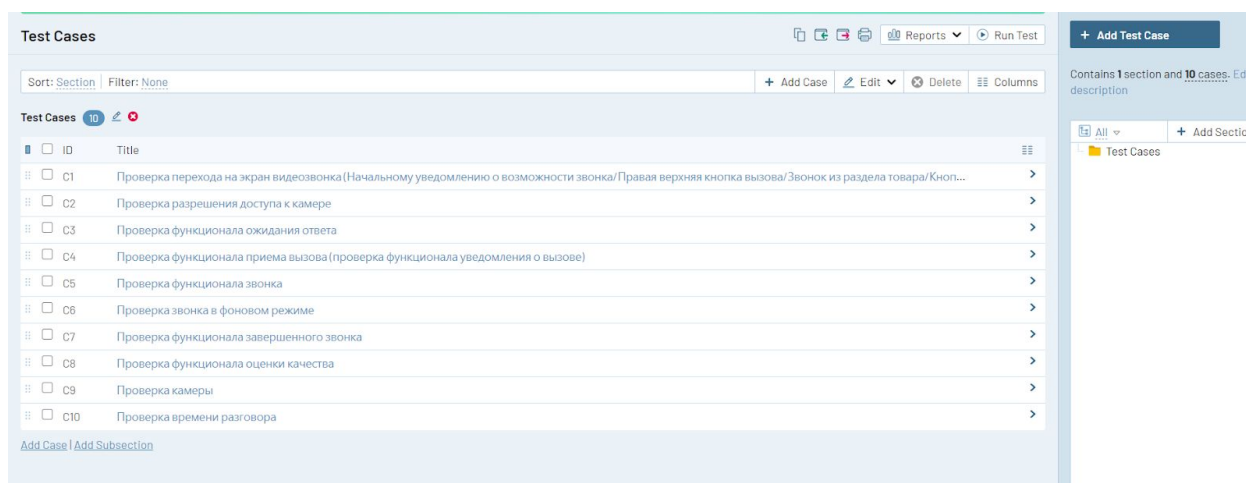 Test Cases
Reports
Run Test
Sort: Section
Filter: None
+ Add Case
Edit
Delete
Columns
Test Cases 10
ID Title
C1 Проверка перехода на экран видеозвонка(Начальному уведомлению о возможности звонка/Правая верхняя кнопка вызова/Звонок из раздела товара/Кноп...
C2 Проверка разрешения доступа к камере
C3 Проверка функционала ожидания ответа
C4 Проверка функционала приема вызова(проверка функционала уведомления о вызове)
C5 Проверка функционала звонка
C6 Проверка звонка в фоновом режиме
C7 Проверка функционала завершенного звонка
C8 Проверка функционала оценки качества
C9 Проверка камеры
C10 Проверка времени разговора
Add Case | Add Subsection
+ Add Test Case
Contains 1 section and 10 cases. Ed
description
All
+ Add Sectio
Test Cases